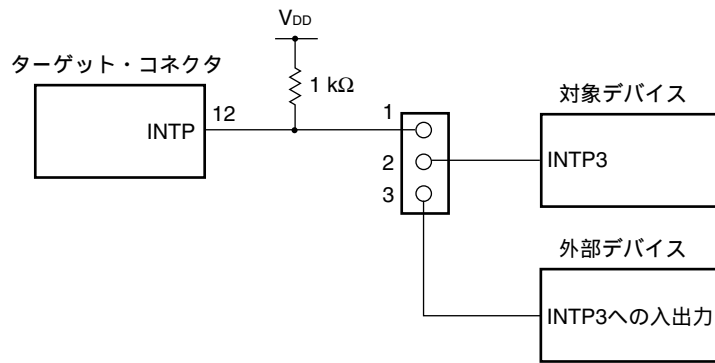 VDD
ターゲット・コネクタ
1 kΩ
対象デバイス
INTP
12
1
2
3
INTP3
外部デバイス
INTP3への入出力